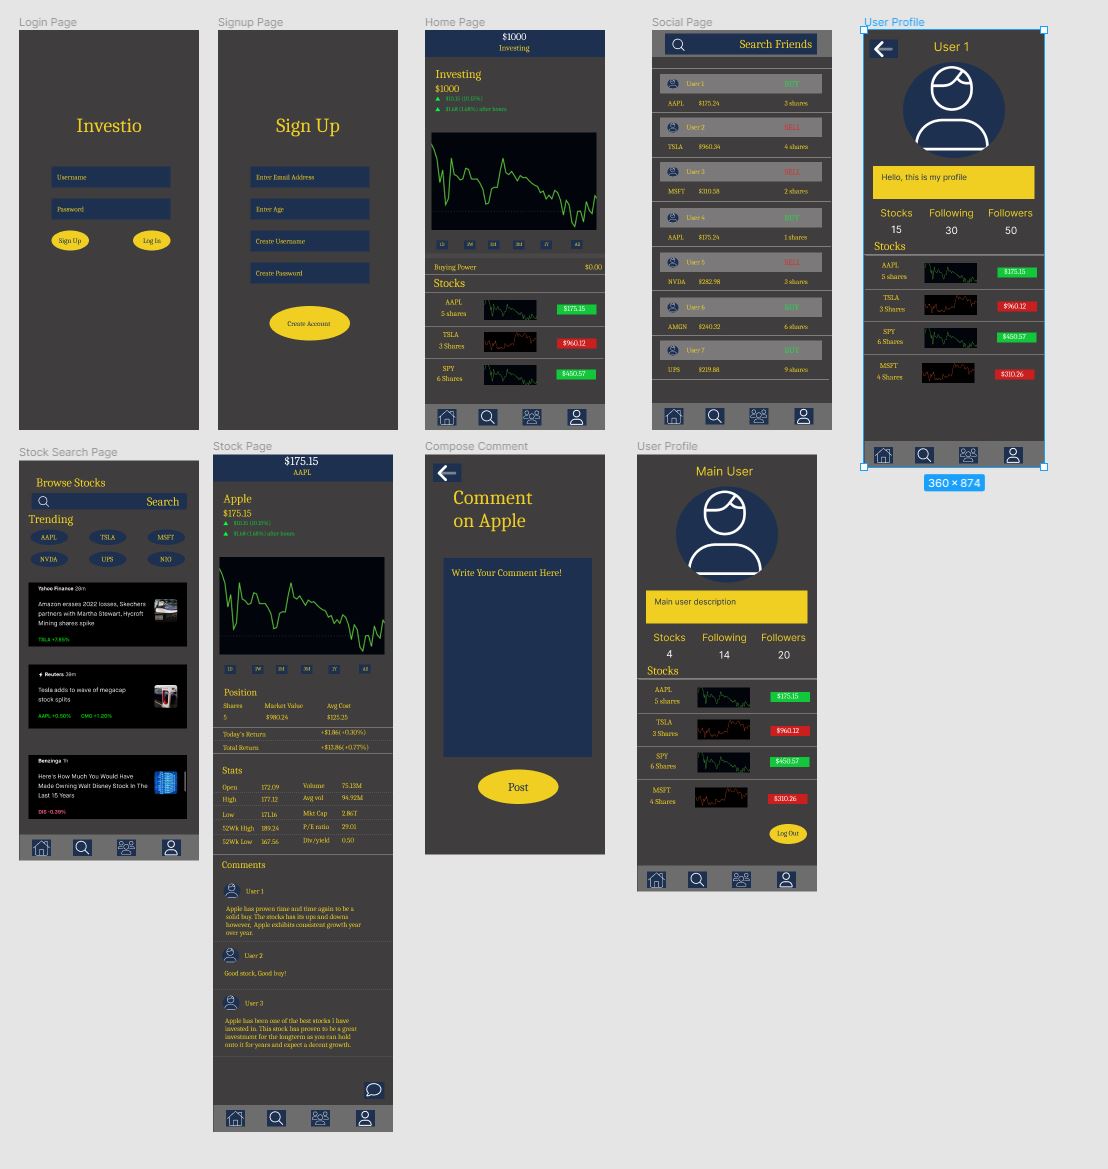 Login Page
Investio
Username
Password
Sign Up
Log In
Signup Page
Sign Up
Enter Email Address
Enter Age
Create Username
Create Password
Create Account
Home Page
$1000
Investing
Investing
$1000
$10.15 (10.15%)
$1.68 (1.68%) after hours
1D
1W
1M
3M
1Y
All
Buying Power $0.00
Stocks
AAPL
5 shares
$175.15
TSLA
3 Shares
$960.12
SPY
6 Shares
$450.57
Social Page
Search Friends
User 1 BUY
AAPL $175.24 3 shares
User 2 SELL
TSLA $960.34 4 shares
User 3 SELL
MSFT $310.58 2 shares
User 4 BUY
AAPL $175.24 1 shares
User 5 SELL
NVDA $282.98 3 shares
User 6 BUY
AMGN $240.32 6 shares
User 7 BUY
UPS $219.88 9 shares
User Profile
User 1
Hello, this is my profile
Stocks Following Followers
15 30 50
Stocks
AAPL
5 shares
$175.15
TSLA
3 Shares
$960.12
SPY
6 Shares
$450.57
MSFT
4 Shares
$310.26
360 × 874
Stock Search Page
Browse Stocks
Search
Trending
AAPL TSLA MSFT
NVDA UPS NIO
Yahoo Finance 28m
Amazon erases 2022 losses, Skechers
partners with Martha Stewart, Hycroft
Mining shares spike
TSLA +7.65%
Reuters 39m
Tesla adds to wave of megacap
stock splits
AAPL +0.50% CMG +1.20%
Benzinga 1h
Here's How Much You Would Have
Made Owning Walt Disney Stock In The
Last 15 Years
DIS -0.39%
Stock Page
$175.15
AAPL
Apple
$175.15
$10.15 (10.15%)
$1.68 (1.68%) after hours
1D
1W
1M
3M
1Y
All
Position
Shares Market Value Avg Cost
5 $980.24 $125.25
Today's Return +$1.86(+0.30%)
Total Return +$13.86(+0.77%)
Stats
Open 172.09 Volume 75.13M
High 177.12 Avg vol 94.92M
Low 171.16 Mkt Cap 2.86T
52Wk High 189.24 P/E ratio 29.01
52Wk Low 167.56 Div/yield 0.50
Comments
User 1
Apple has proven time and time again to be a
solid buy. The stocks has its ups and downs
however, Apple exhibits consistent growth year
over year.
User 2
Good stock, Good buy!
User 3
Apple has been one of the best stocks I have
invested in. This stock has proven to be a great
investment for the longterm as you can hold
onto it for years and expect a decent growth.
Compose Comment
Comment
on Apple
Write Your Comment Here!
Post
User Profile
Main User
Main user description
Stocks Following Followers
4 14 20
Stocks
AAPL
5 shares
$175.15
TSLA
3 Shares
$960.12
SPY
6 Shares
$450.57
MSFT
4 Shares
$310.26
Log Out